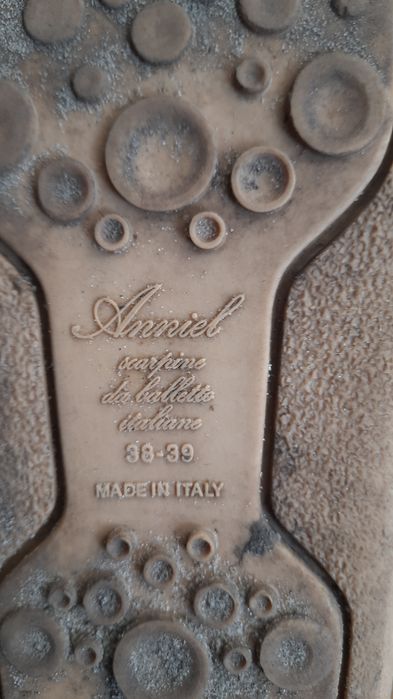 Anniel
scarpine
da balletto
italiane
38-39
MADE IN ITALY